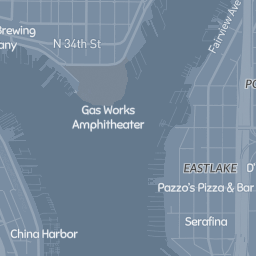 Brewing
any
N 34th St
Fairview Ave
Gas Works
Amphitheater
EASTLAKE
Pazzo's Pizza & Bar
Serafina
China Harbor